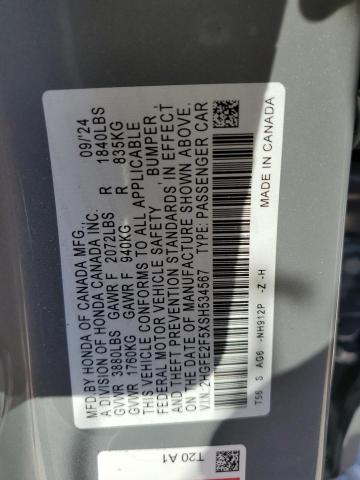 MFD BY HONDA OF CANADA MFG., 09/24
A DIVISION OF HONDA CANADA INC.
GVWR 3880LBS GAWR F 2072LBS R 1840LBS
GVWR 1760KG GAWR F 940KG R 835KG
THIS VEHICLE CONFORMS TO ALL APPLICABLE
FEDERAL MOTOR VEHICLE SAFETY, BUMPER,
AND THEFT PREVENTION STANDARDS IN EFFECT
ON THE DATE OF MANUFACTURE SHOWN ABOVE.
VIN: 2HGFE2F5XSH534567 TYPE: PASSENGER CAR
T56 S AG6 -NH912P -Z -H
MADE IN CANADA
T20 A1